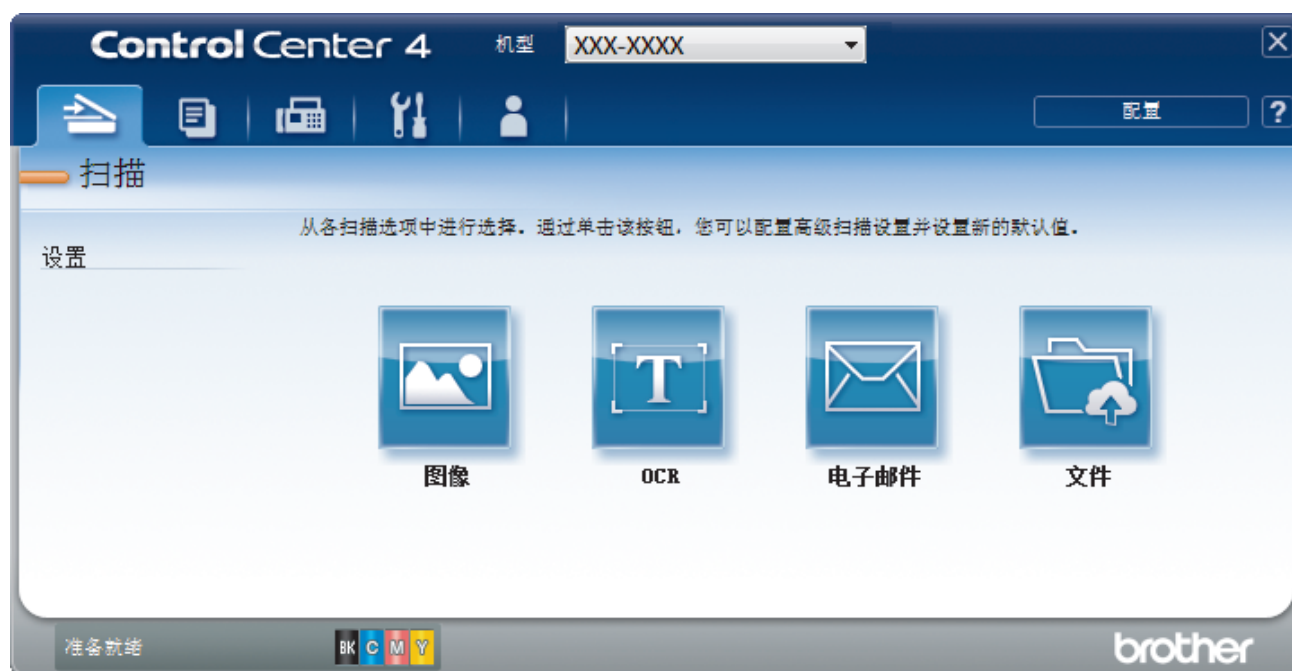 Control Center 4 机型 XXX-XXXX
配置 ?
扫描
从各扫描选项中进行选择。通过单击该按钮，您可以配置高级扫描设置并设置新的默认值。
设置
T
图像 OCR 电子邮件 文件
准备就绪 BK C M Y brother